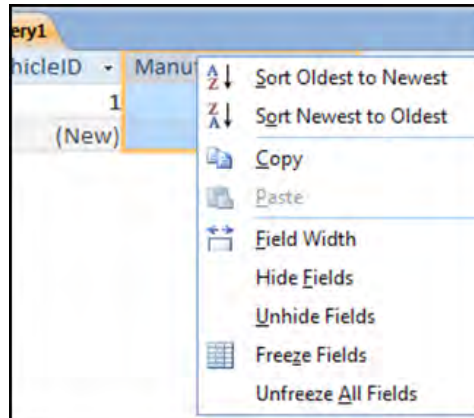 ery1
hicleID Manuf
1
(New)
Sort Oldest to Newest
Sort Newest to Oldest
Copy
Paste
Field Width
Hide Fields
Unhide Fields
Freeze Fields
Unfreeze All Fields